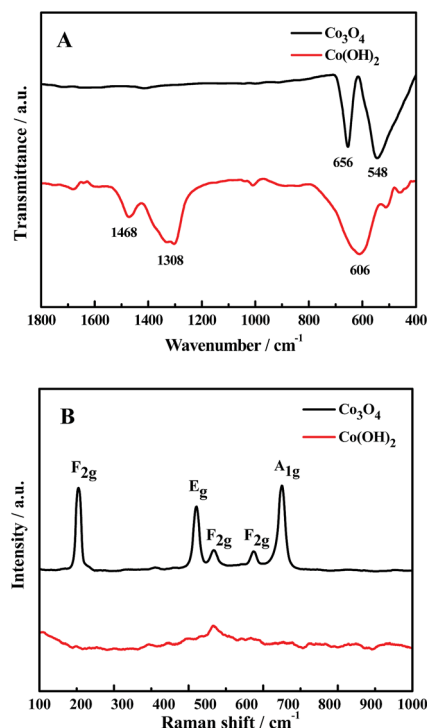 A
Co₃O₄
Co(OH)₂
Transmittance / a.u.
656
548
1468
1308
606
1800 1600 1400 1200 1000 800 600 400
Wavenumber / cm⁻¹
B
Co₃O₄
Co(OH)₂
Intensity / a.u.
F₂g
Eg
F₂g
F₂g
A₁g
100 200 300 400 500 600 700 800 900 1000
Raman shift / cm⁻¹